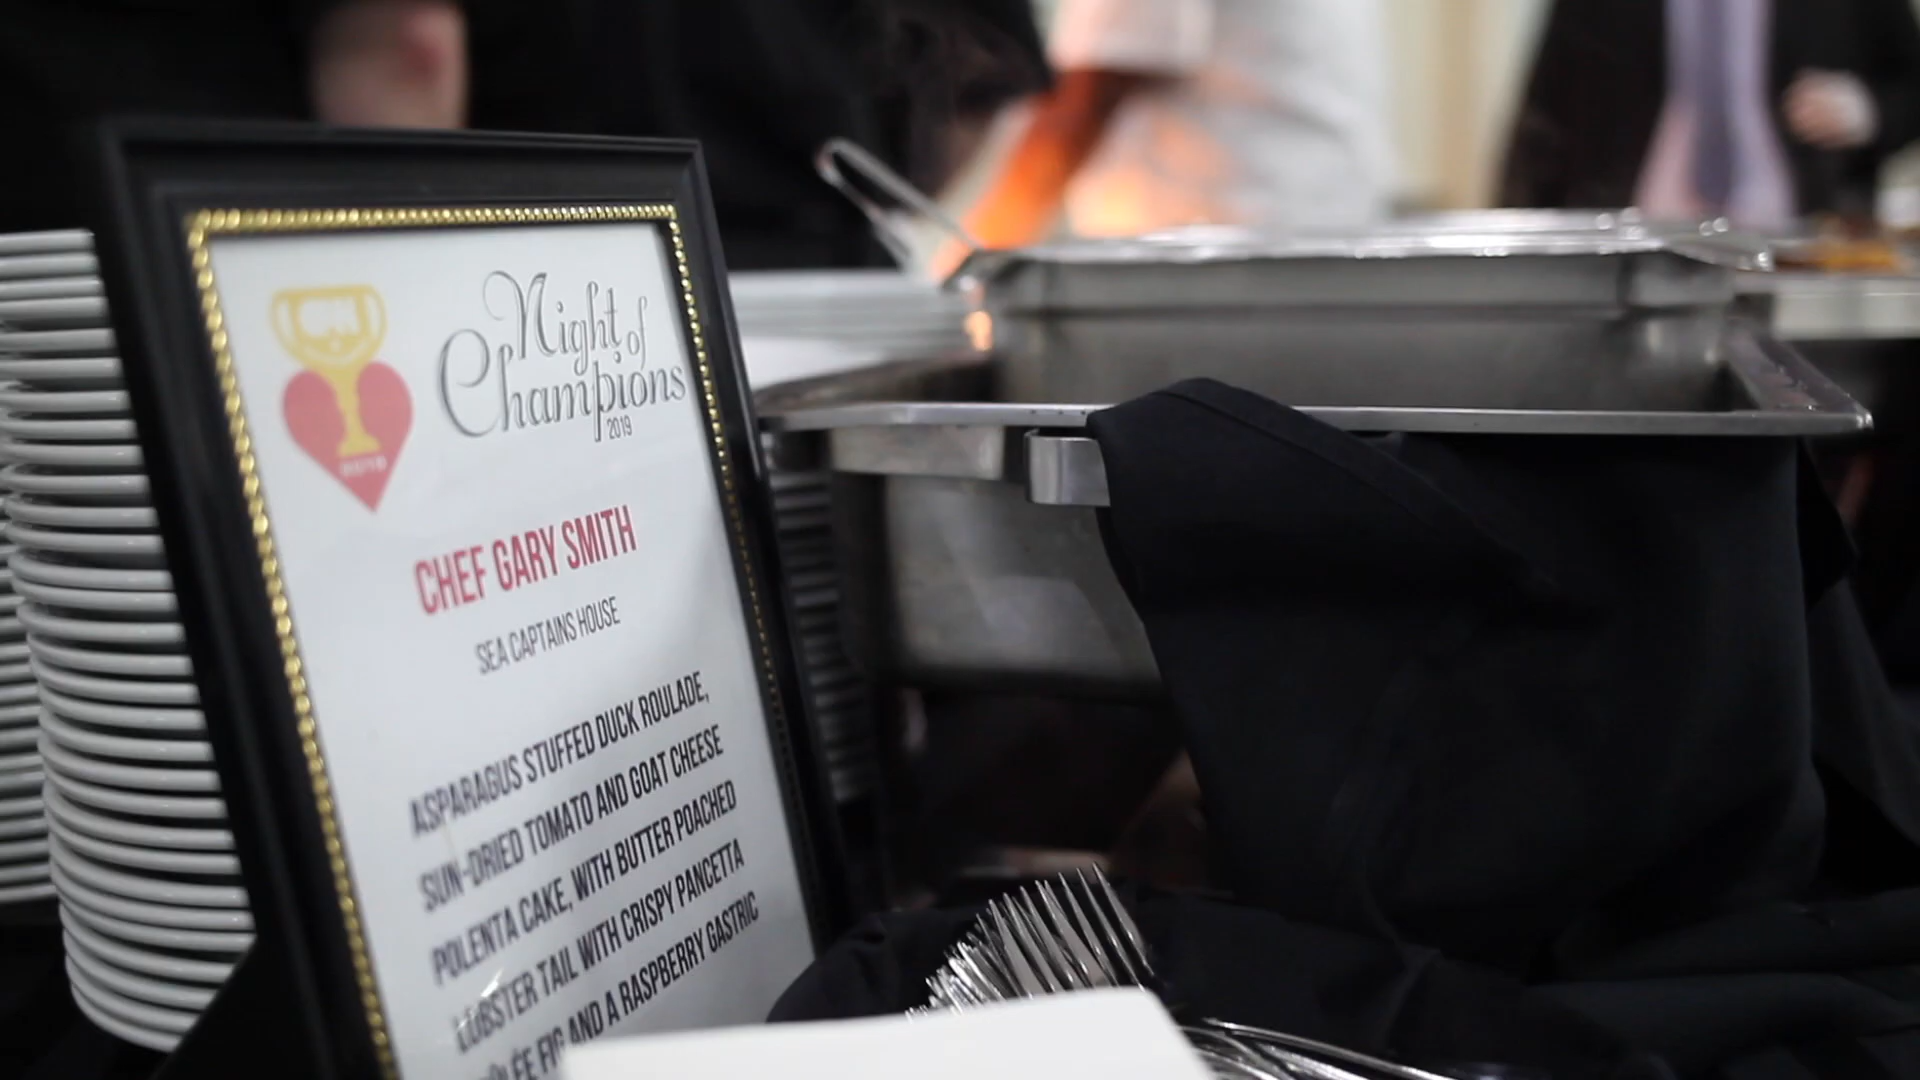 Night of
Champions
2019
CHEF GARY SMITH
SEA CAPTAINS HOUSE
ASPARAGUS STUFFED DUCK ROULADE,
SUN-DRIED TOMATO AND GOAT CHEESE
POLENTA CAKE, WITH BUTTER POACHED
LOBSTER TAIL WITH CRISPY PANCETTA
FIG AND A RASPBERRY GASTRIC